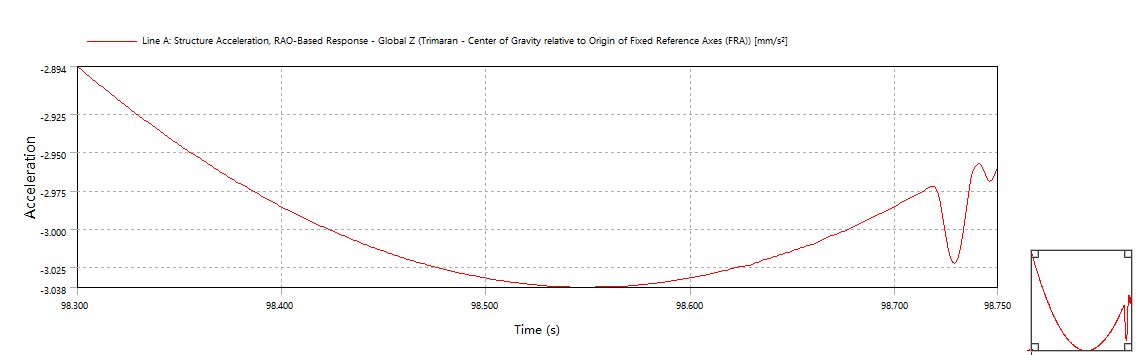 Line A: Structure Acceleration, RAO-Based Response - Global Z (Trimaran - Center of Gravity relative to Origin of Fixed Reference Axes (FRA)) [mm/s²]
-2.894
-2.925
-2.950
-2.975
-3.000
-3.025
-3.038
Acceleration
98.300 98.400 98.500 98.600 98.700 98.750
Time (s)